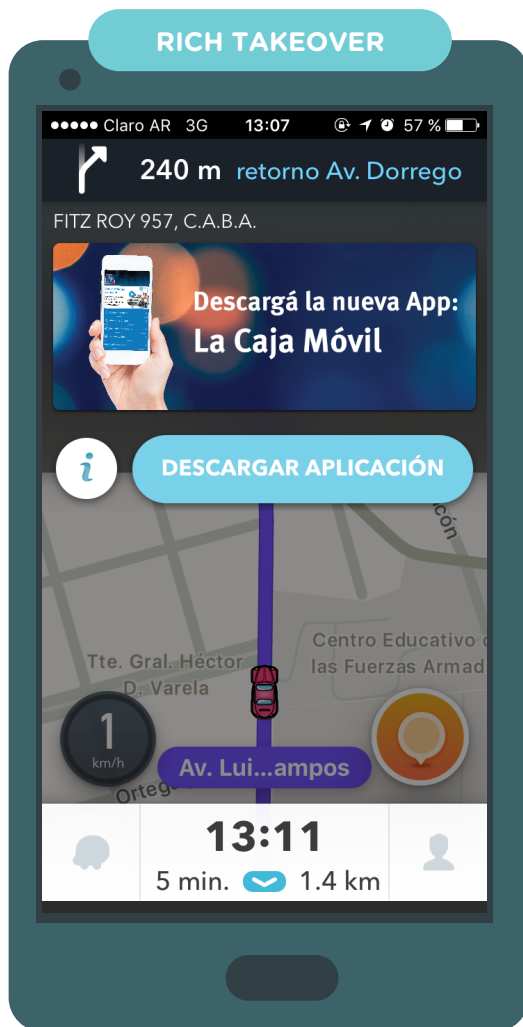 RICH TAKEOVER
Claro AR 3G 13:07 57 %
240 m retorno Av. Dorrego
FITZ ROY 957, C.A.B.A.
Descargá la nueva App:
La Caja Móvil
i DESCARGAR APLICACIÓN
cón
Centro Educativo
las Fuerzas Armad
Tte. Gral. Héctor
D. Varela
1
km/h
Av. Lui...ampos
Orteg
13:11
5 min. 1.4 km